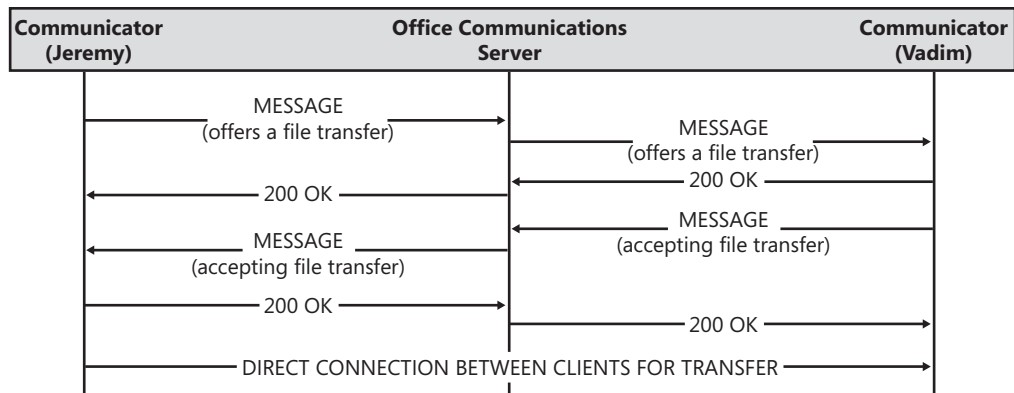 Communicator
(Jeremy)
Office Communications
Server
Communicator
(Vadim)
MESSAGE
(offers a file transfer)
MESSAGE
(offers a file transfer)
200 OK
200 OK
MESSAGE
(accepting file transfer)
MESSAGE
(accepting file transfer)
200 OK
200 OK
DIRECT CONNECTION BETWEEN CLIENTS FOR TRANSFER